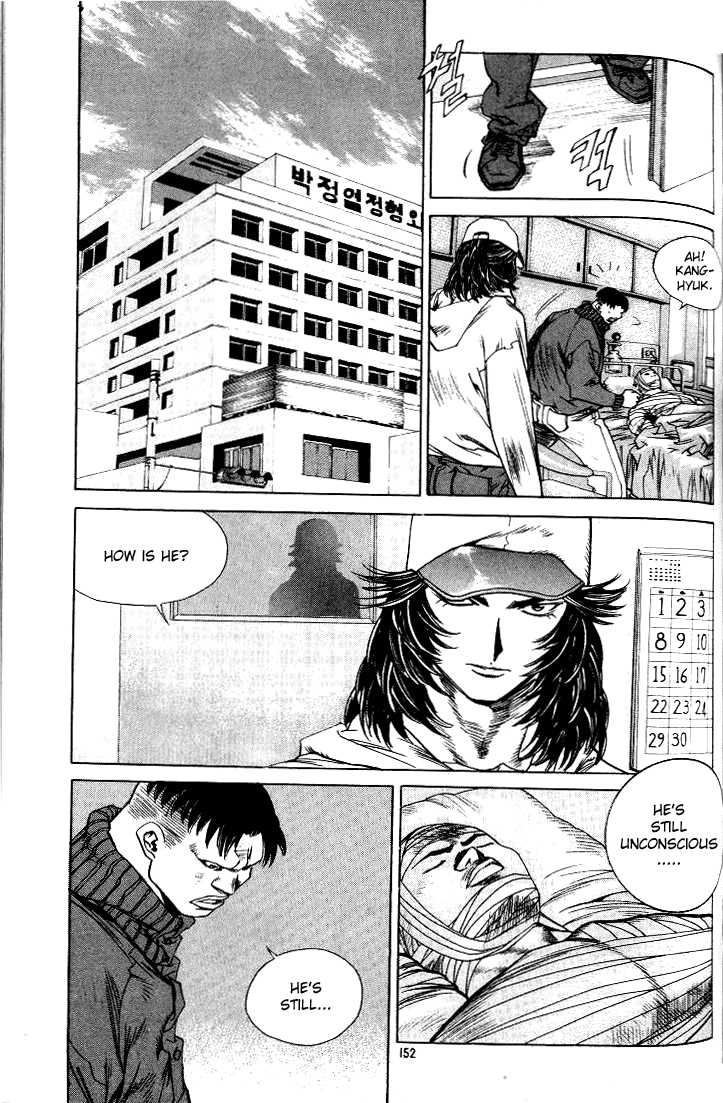 박정열정형외
AH!
KANG-
HYUK.
HOW IS HE?
1 2 3
8 9 10
15 16 17
22 23 24
29 30
HE'S
STILL...
HE'S
STILL
UNCONSCIOUS
.....
152